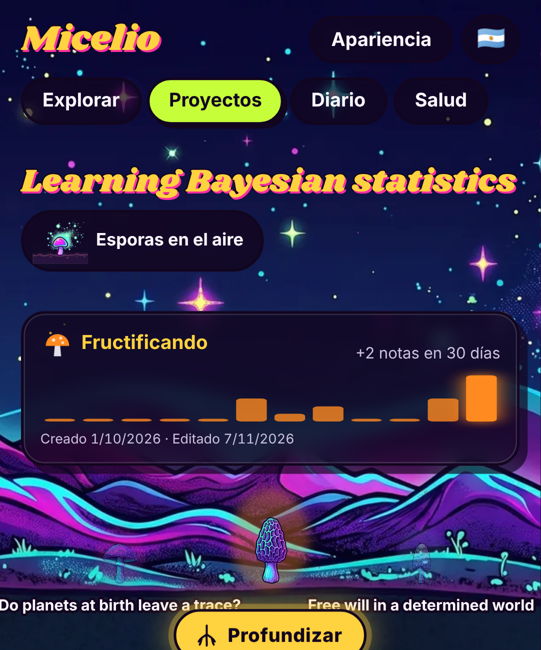 Micelio
Apariencia
Explorar
Proyectos
Diario
Salud
Learning Bayesian statistics
Esporas en el aire
Fructificando
+2 notas en 30 días
Creado 1/10/2026 · Editado 7/11/2026
Do planets at birth leave a trace?
Free will in a determined world
Profundizar